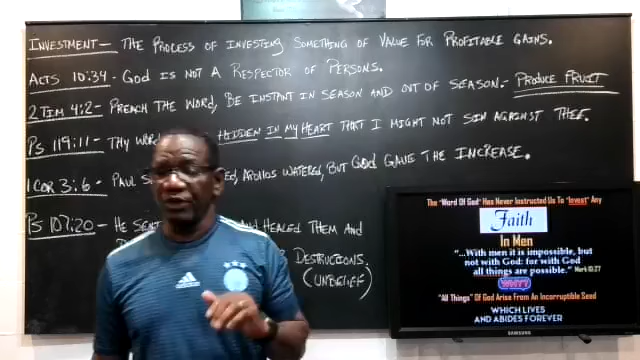 INVESTMENT — THE PROCESS OF INVESTING SOMETHING OF VALUE FOR PROFITABLE GAINS.
ACTS 10:34 - GOD IS NOT A RESPECTOR OF PERSONS.
2 TIM 4:2 - PREACH THE WORD, BE INSTANT IN SEASON AND OUT OF SEASON. - PRODUCE FRUIT
PS 119:11 - THY WORD HIDDEN IN MY HEART THAT I MIGHT NOT SIN AGAINST THEE.
1 COR 3:6 - PAUL APOLLOS WATERED, BUT GOD GAVE THE INCREASE.
PS 107:20 - HE SENT AND HEALED THEM AND
DESTRUCTIONS.
(UNBELIEF)
adidas
The "Word Of God" Has Never Instructed Us To "Invest" Any
Faith
In Men
"...With men it is impossible, but
not with God: for with God
all things are possible." Mark 10:27
WHY?
"All Things" Of God Arise From An Incorruptible Seed
WHICH LIVES
AND ABIDES FOREVER
SAMSUNG